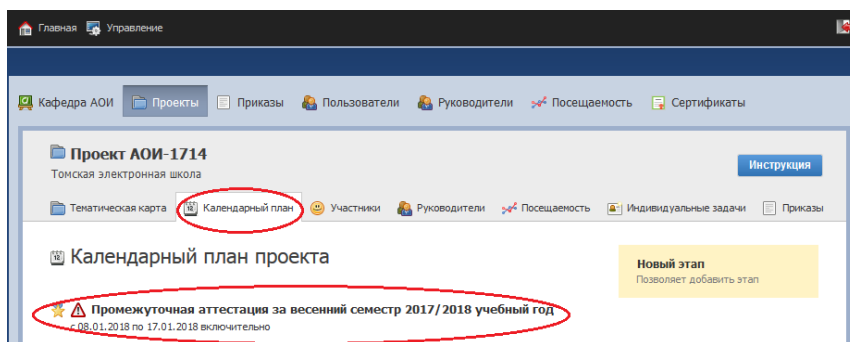 Главная Управление
Кафедра АОИ Проекты Приказы Пользователи Руководители Посещаемость Сертификаты
Проект АОИ-1714
Томская электронная школа
Инструкция
Тематическая карта Календарный план Участники Руководители Посещаемость Индивидуальные задачи Приказы
Календарный план проекта
Новый этап
Позволяет добавить этап
Промежуточная аттестация за весенний семестр 2017/2018 учебный год
с 08.01.2018 по 17.01.2018 включительно